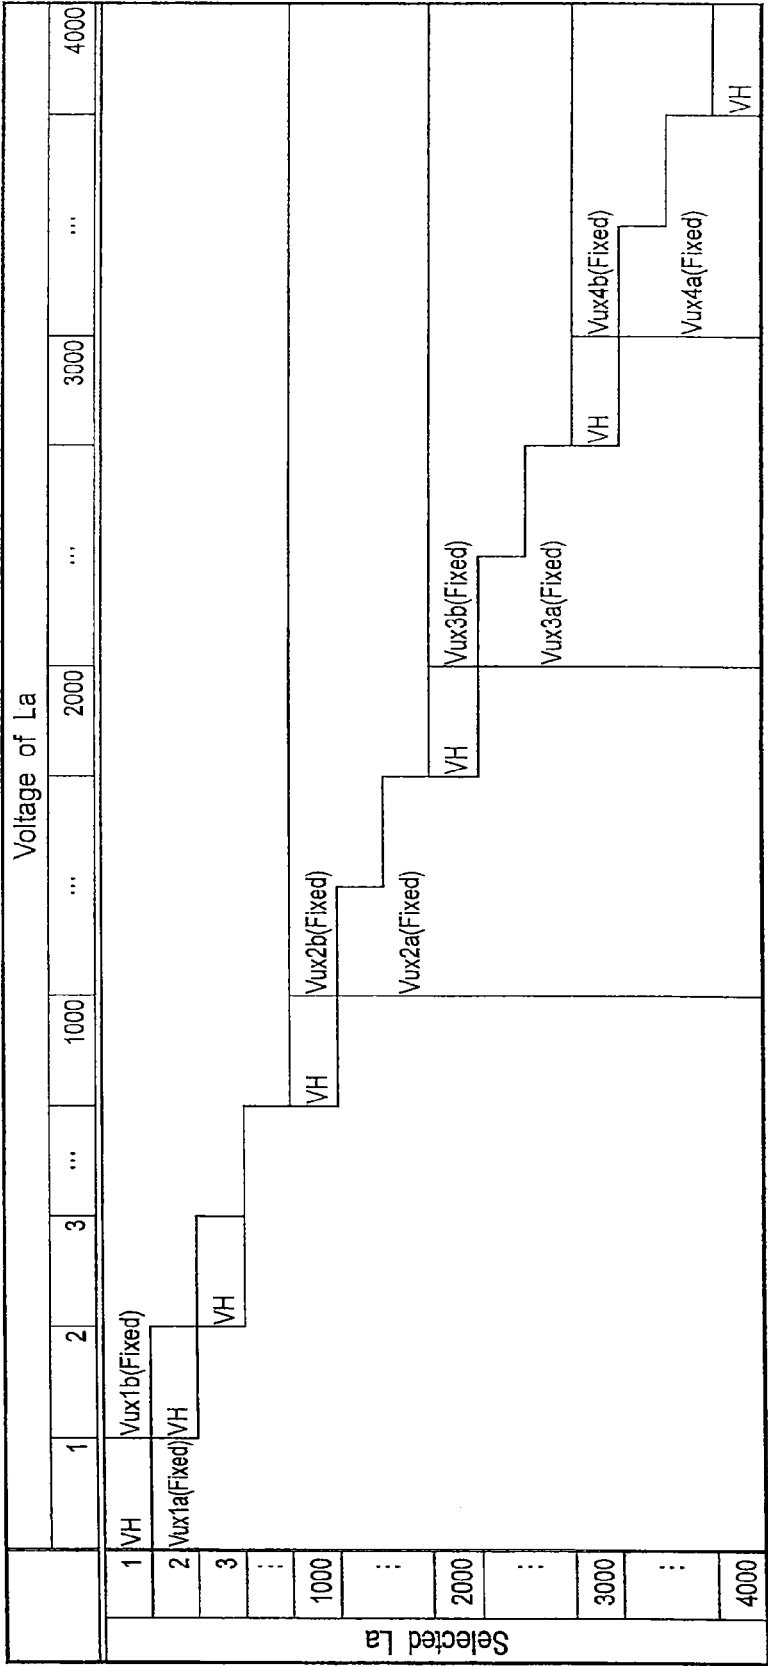 Voltage of La
1 2 3 ... 1000 ... 2000 ... 3000 ... 4000
Selected La
1 VH Vux1b(Fixed)
2 Vux1a(Fixed) VH
3 VH
...
1000 VH Vux2b(Fixed)
... Vux2a(Fixed)
2000 VH Vux3b(Fixed)
... Vux3a(Fixed)
3000 VH Vux4b(Fixed)
... Vux4a(Fixed)
4000 VH